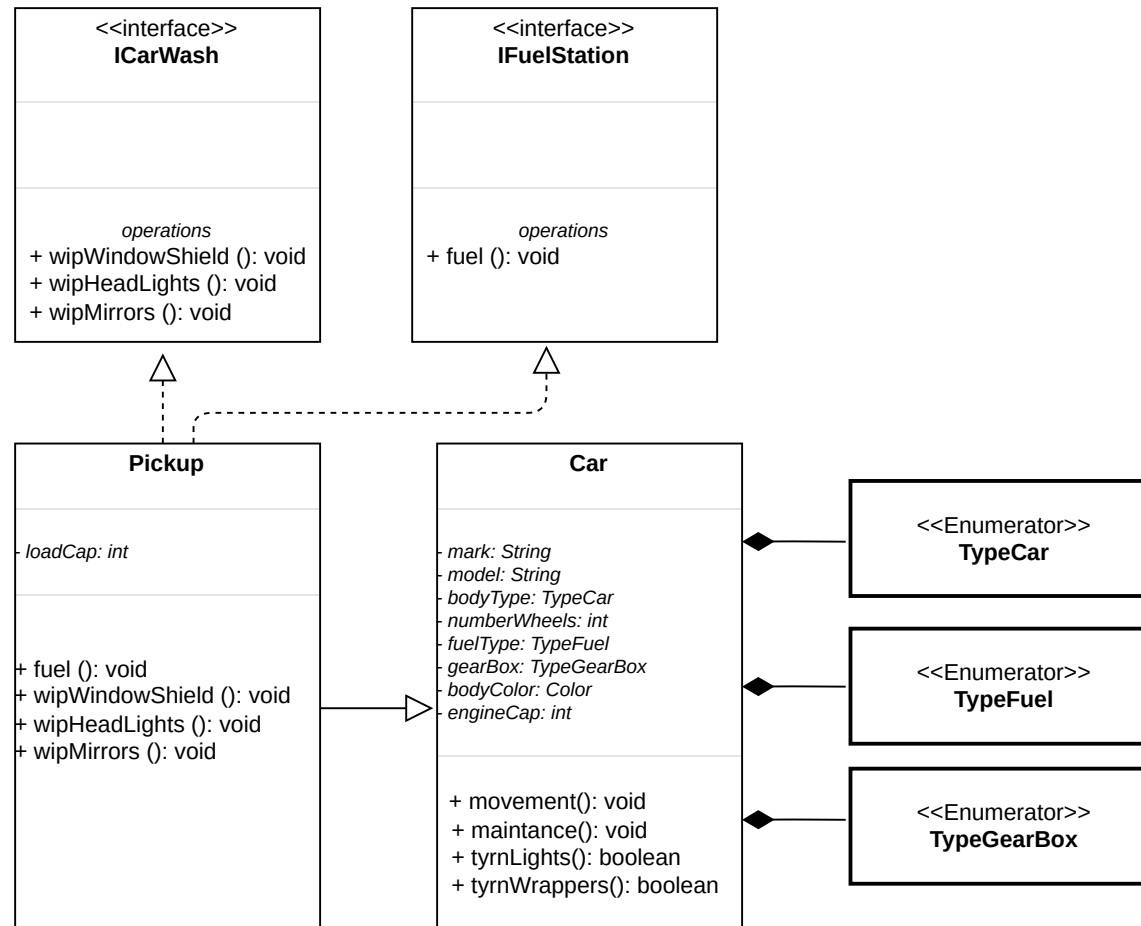 <<interface>>
ICarWash
operations
+ wipWindowShield (): void
+ wipHeadLights (): void
+ wipMirrors (): void
<<interface>>
IFuelStation
operations
+ fuel (): void
Pickup
- loadCap: int
+ fuel (): void
+ wipWindowShield (): void
+ wipHeadLights (): void
+ wipMirrors (): void
Car
- mark: String
- model: String
- bodyType: TypeCar
- numberWheels: int
- fuelType: TypeFuel
- gearBox: TypeGearBox
- bodyColor: Color
- engineCap: int
+ movement(): void
+ maintance(): void
+ tyrnLights(): boolean
+ tyrnWrappers(): boolean
<<Enumerator>>
TypeCar
<<Enumerator>>
TypeFuel
<<Enumerator>>
TypeGearBox